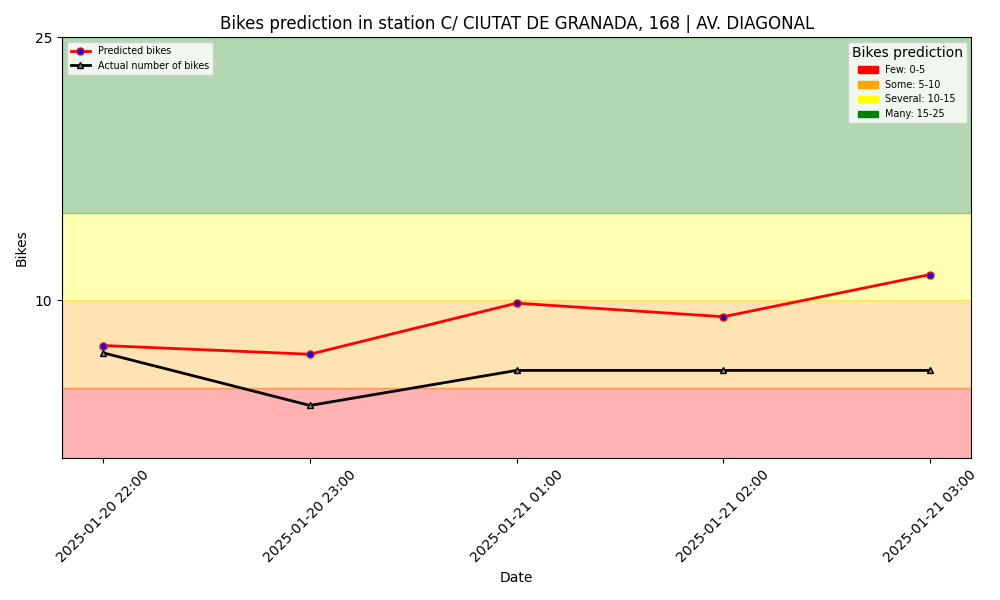 Bikes prediction in station C/ CIUTAT DE GRANADA, 168 | AV. DIAGONAL
25
10
Bikes
Predicted bikes
Actual number of bikes
Bikes prediction
Few: 0-5
Some: 5-10
Several: 10-15
Many: 15-25
2025-01-20 22:00
2025-01-20 23:00
2025-01-21 01:00
2025-01-21 02:00
2025-01-21 03:00
Date